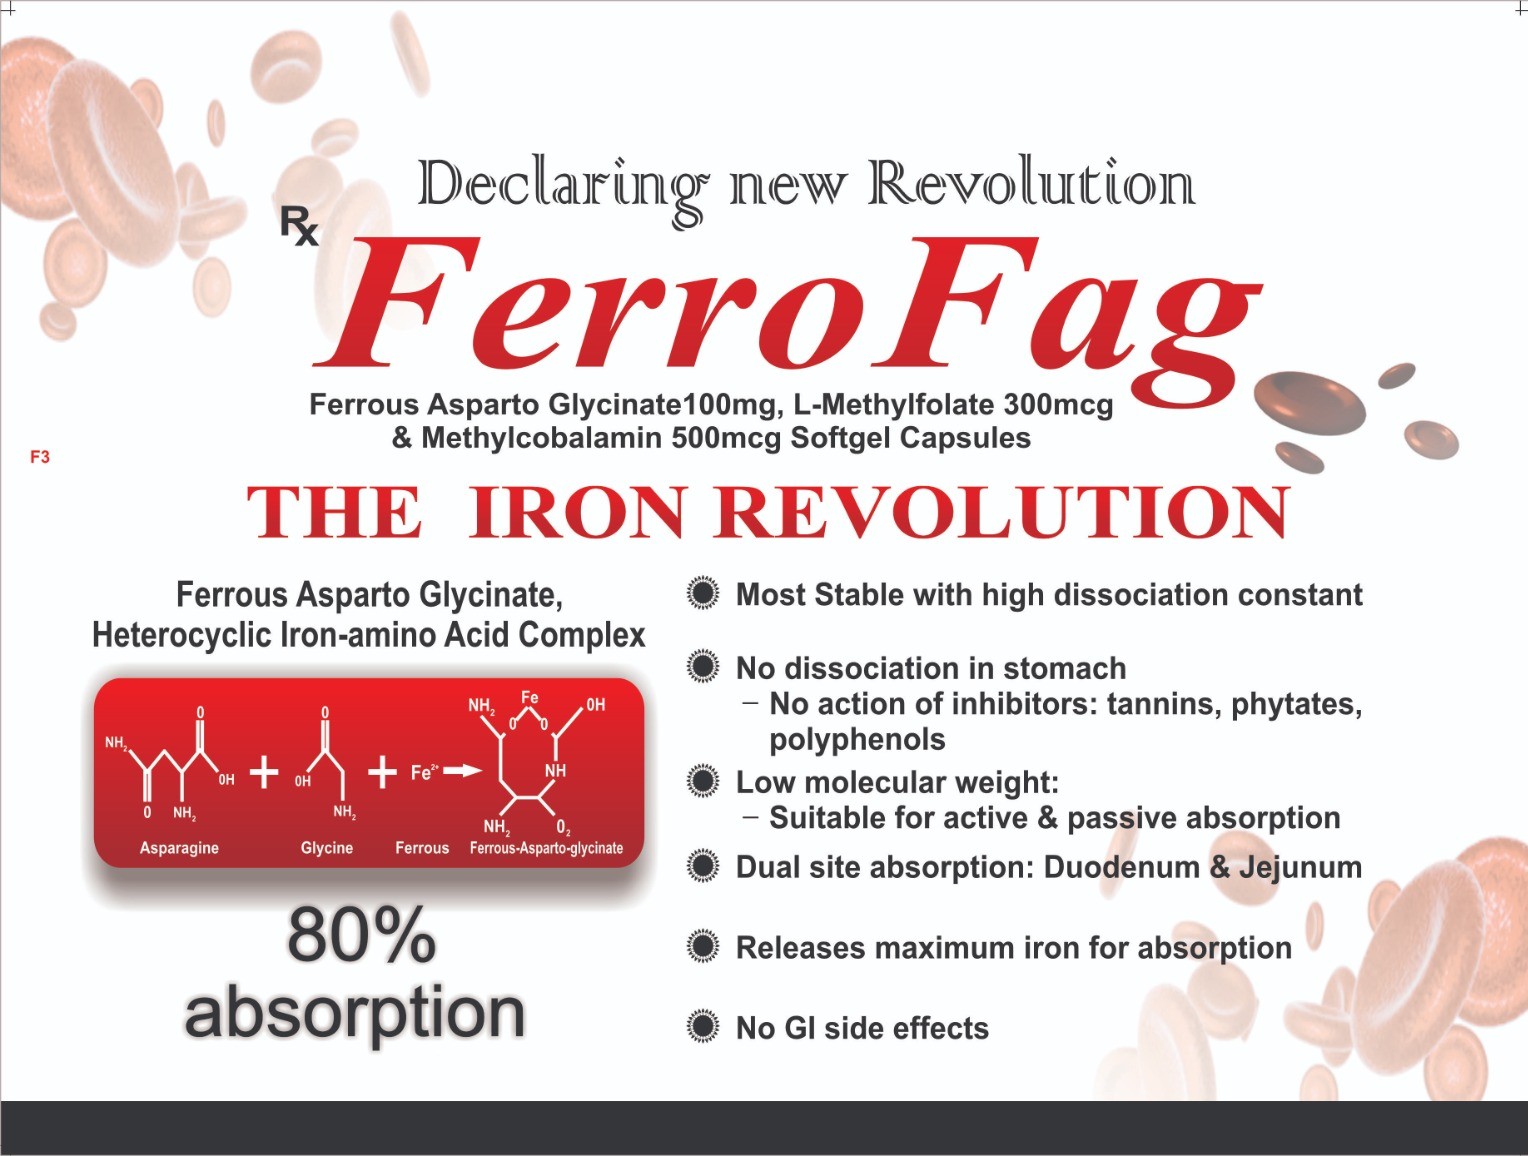 Declaring new Revolution
Rx
FerroFag
Ferrous Asparto Glycinate100mg, L-Methylfolate 300mcg
& Methylcobalamin 500mcg Softgel Capsules
F3
THE IRON REVOLUTION
Ferrous Asparto Glycinate,
Heterocyclic Iron-amino Acid Complex
NH₂ O OH O NH₂
Asparagine
+
O OH NH₂
Glycine
+
Fe²⁺
Ferrous
NH₂ Fe OH O O NH NH₂ O₂
Ferrous-Asparto-glycinate
80%
absorption
Most Stable with high dissociation constant
No dissociation in stomach
– No action of inhibitors: tannins, phytates,
polyphenols
Low molecular weight:
– Suitable for active & passive absorption
Dual site absorption: Duodenum & Jejunum
Releases maximum iron for absorption
No GI side effects